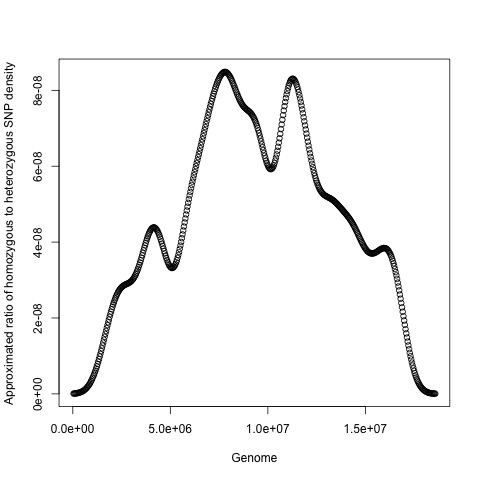 Approximated ratio of homozygous to heterozygous SNP density
8e-08
6e-08
4e-08
2e-08
0e+00
0.0e+00 5.0e+06 1.0e+07 1.5e+07
Genome